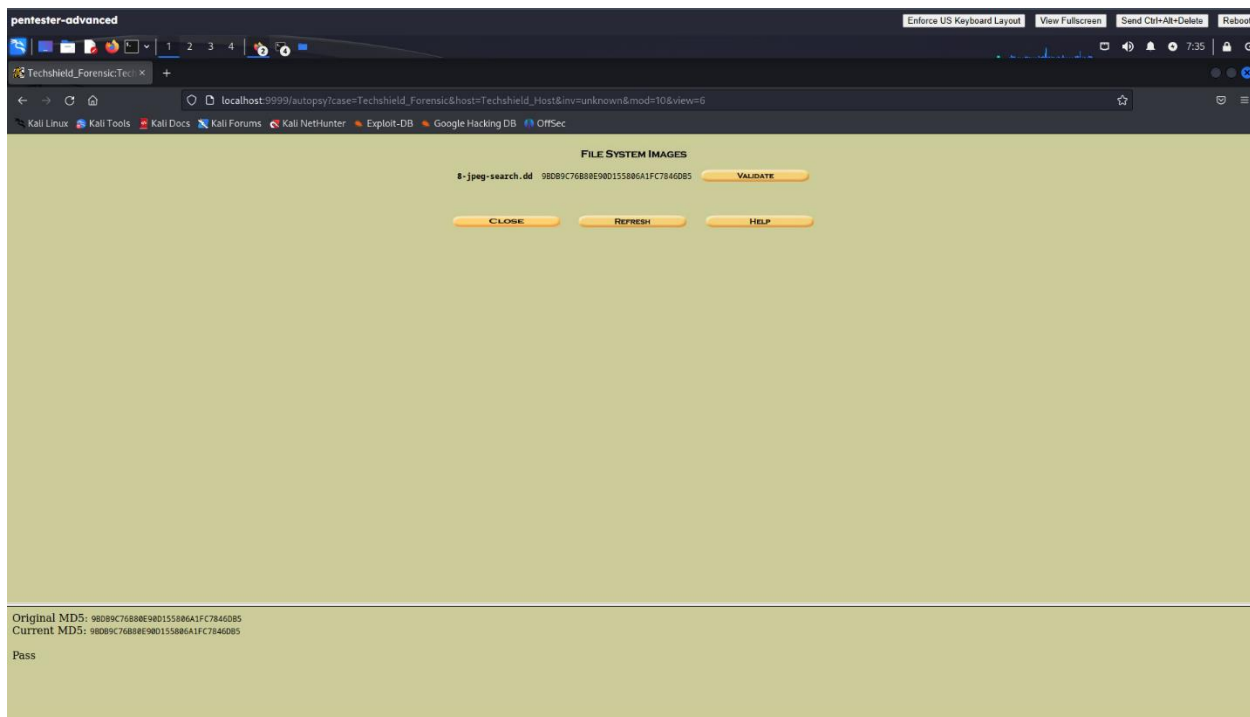 pentester-advanced
Enforce US Keyboard Layout View Fullscreen Send Ctrl+Alt+Delete Reboot
1 2 3 4 7:35
Techshield_Forensic:Tech
localhost:9999/autopsy?case=Techshield_Forensic&host=Techshield_Host&inv=unknown&mod=10&view=6
Kali Linux Kali Tools Kali Docs Kali Forums Kali NetHunter Exploit-DB Google Hacking DB OffSec
FILE SYSTEM IMAGES
8-jpeg-search.dd 9BDB9C76B80E90D155806A1FC7846DB5 VALIDATE
CLOSE REFRESH HELP
Original MD5: 9BDB9C76B80E90D155806A1FC7846DB5
Current MD5: 9BDB9C76B80E90D155806A1FC7846DB5
Pass